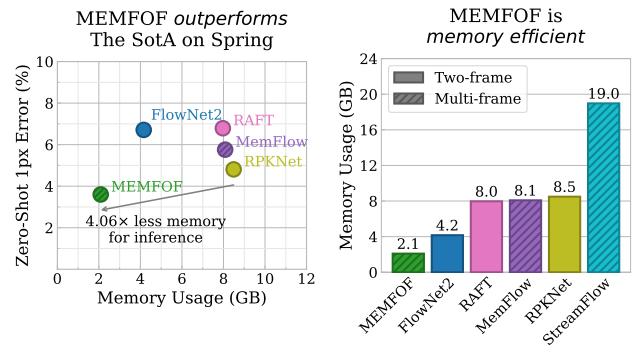 MEMFOF outperforms
The SotA on Spring
Zero-Shot 1px Error (%)
10
8
6
4
2
FlowNet2
RAFT
MemFlow
RPKNet
MEMFOF
4.06× less memory
for inference
0
2
4
6
8
10
12
Memory Usage (GB)
MEMFOF is
memory efficient
Memory Usage (GB)
24
20
16
12
8
4
0
Two-frame
Multi-frame
2.1
4.2
8.0
8.1
8.5
19.0
MEMFOF
FlowNet2
RAFT
MemFlow
RPKNet
StreamFlow